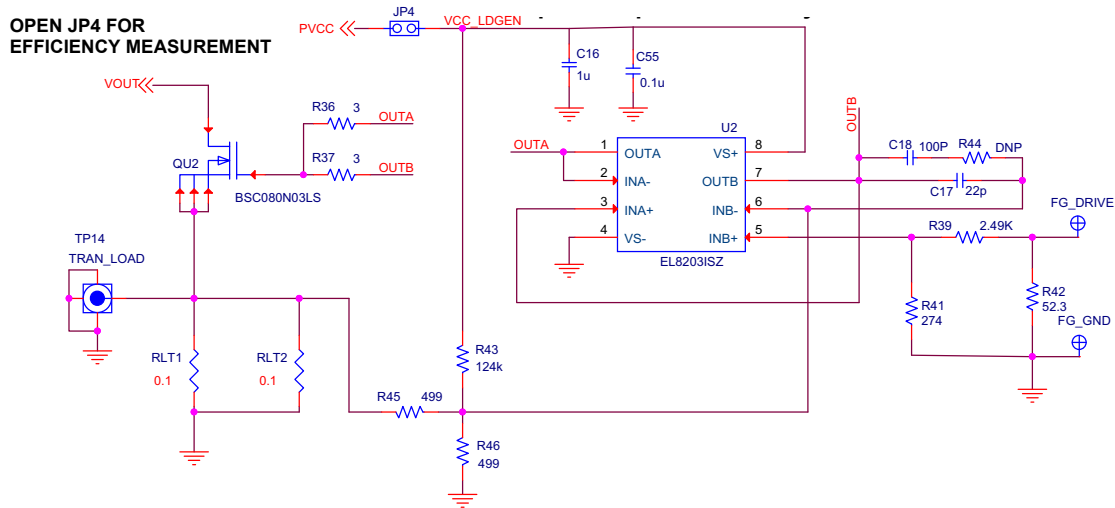 OPEN JP4 FOR
EFFICIENCY MEASUREMENT
PVCC
JP4
VCC_LDGEN
C16
1u
C55
0.1u
VOUT
R36 3 OUTA
R37 3 OUTB
QU2
BSC080N03LS
TP14
TRAN_LOAD
RLT1
0.1
RLT2
0.1
R45 499
R43
124k
R46
499
U2
OUTA
1 OUTA
2 INA-
3 INA+
4 VS-
VS+ 8
OUTB 7
INB- 6
INB+ 5
EL8203ISZ
OUTB
C18 100P R44 DNP
C17 22p
R39 2.49K
FG_DRIVE
R41
274
R42
52.3
FG_GND